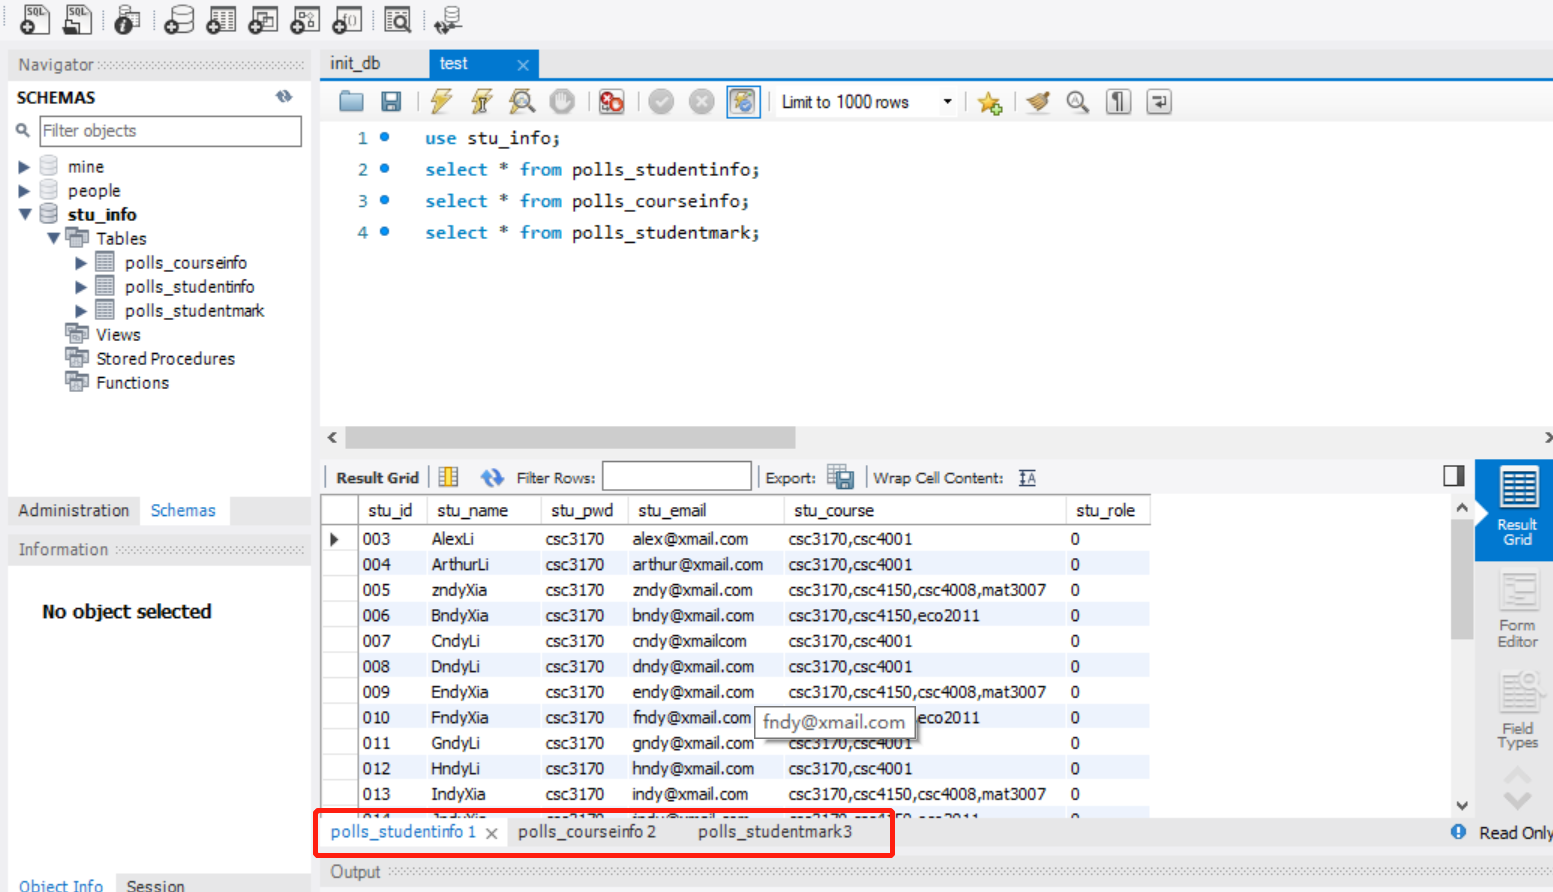 SQL SQL
Navigator
SCHEMAS
Filter objects
mine
people
stu_info
Tables
polls_courseinfo
polls_studentinfo
polls_studentmark
Views
Stored Procedures
Functions
Administration Schemas
Information
No object selected
Object Info Session
init_db test
Limit to 1000 rows
1 use stu_info;
2 select * from polls_studentinfo;
3 select * from polls_courseinfo;
4 select * from polls_studentmark;
Result Grid Filter Rows: Export: Wrap Cell Content:
stu_id stu_name stu_pwd stu_email stu_course stu_role
003 AlexLi csc3170 alex@xmail.com csc3170,csc4001 0
004 ArthurLi csc3170 arthur@xmail.com csc3170,csc4001 0
005 zndyXia csc3170 zndy@xmail.com csc3170,csc4150,csc4008,mat3007 0
006 BndyXia csc3170 bndy@xmail.com csc3170,csc4150,eco2011 0
007 CndyLi csc3170 cndy@xmailcom csc3170,csc4001 0
008 DndyLi csc3170 dndy@xmail.com csc3170,csc4001 0
009 EndyXia csc3170 endy@xmail.com csc3170,csc4150,csc4008,mat3007 0
010 FndyXia csc3170 fndy@xmail.com eco2011 0
fndy@xmail.com
011 GndyLi csc3170 gndy@xmail.com csc3170,csc4001 0
012 HndyLi csc3170 hndy@xmail.com csc3170,csc4001 0
013 IndyXia csc3170 indy@xmail.com csc3170,csc4150,csc4008,mat3007 0
polls_studentinfo 1 polls_courseinfo 2 polls_studentmark3
Read Only
Output
Result
Grid
Form
Editor
Field
Types